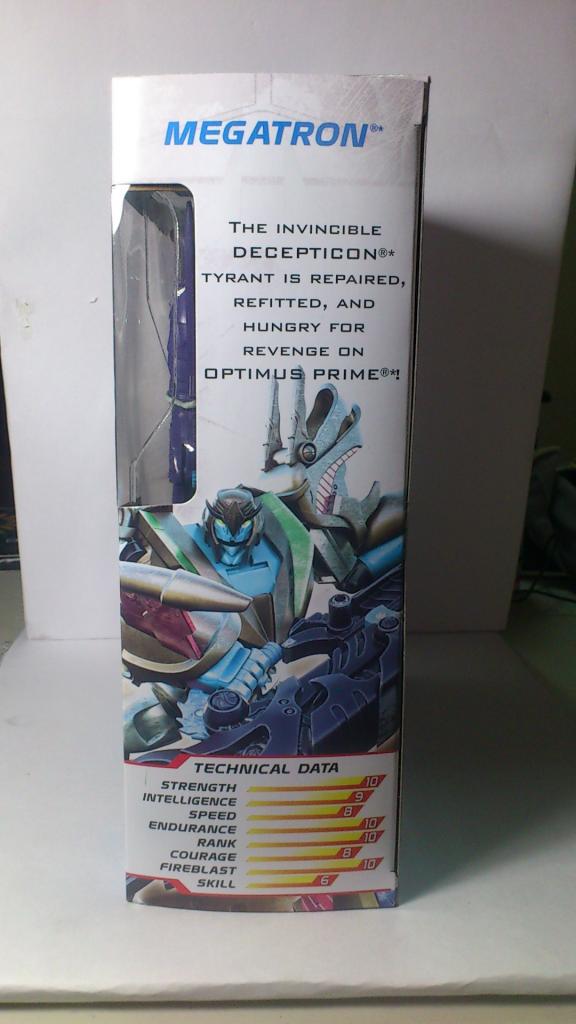 MEGATRON®*
THE INVINCIBLE
DECEPTICON®*
TYRANT IS REPAIRED,
REFITTED, AND
HUNGRY FOR
REVENGE ON
OPTIMUS PRIME®*!
TECHNICAL DATA
STRENGTH 10
INTELLIGENCE 9
SPEED 8
ENDURANCE 10
RANK 10
COURAGE 8
FIREBLAST 10
SKILL 6